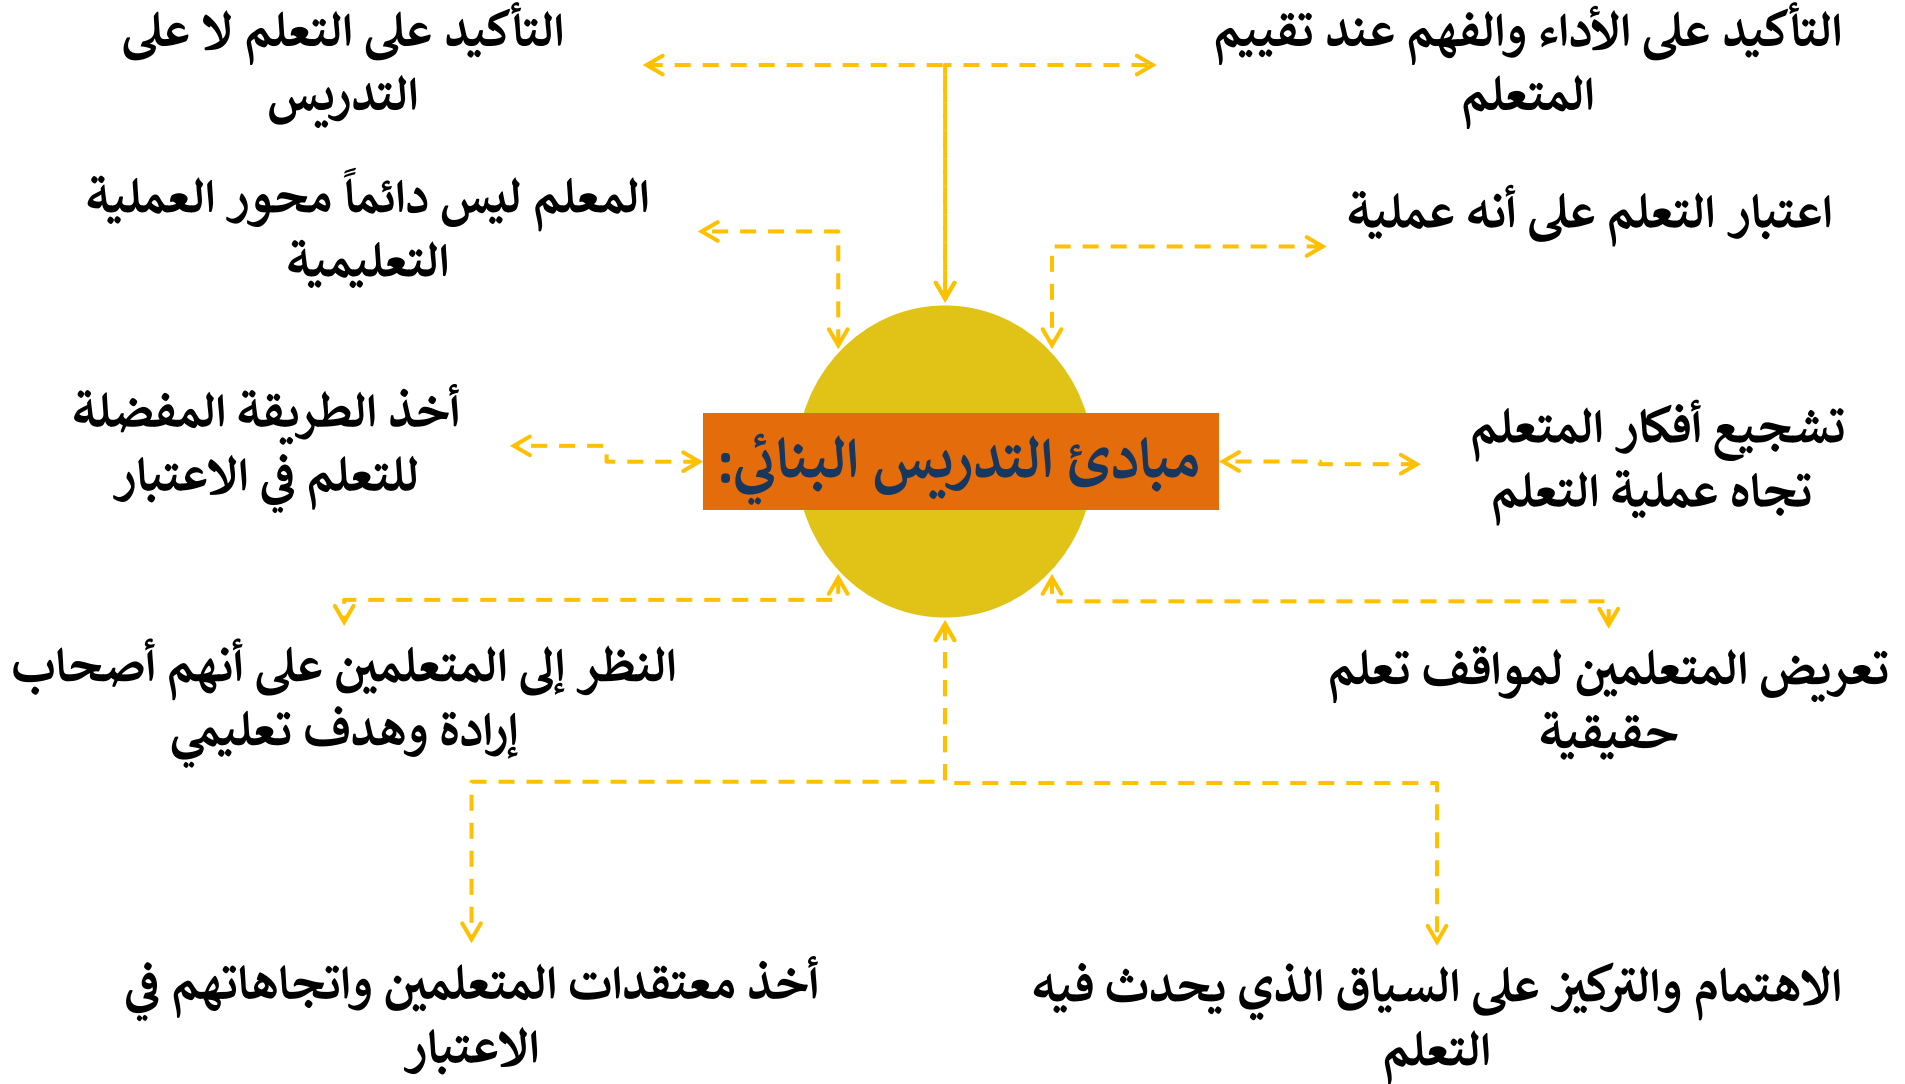 التأكيد على الأداء والفهم عند تقييم
المتعلم
التأكيد على التعلم لا على
التدريس
اعتبار التعلم على أنه عملية
المعلم ليس دائماً محور العملية
التعليمية
تشجيع أفكار المتعلم
تجاه عملية التعلم
مبادئ التدريس البنائي:
أخذ الطريقة المفضلة
للتعلم في الاعتبار
تعريض المتعلمين لمواقف تعلم
حقيقية
النظر إلى المتعلمين على أنهم أصحاب
إرادة وهدف تعليمي
الاهتمام والتركيز على السياق الذي يحدث فيه
التعلم
أخذ معتقدات المتعلمين واتجاهاتهم في
الاعتبار